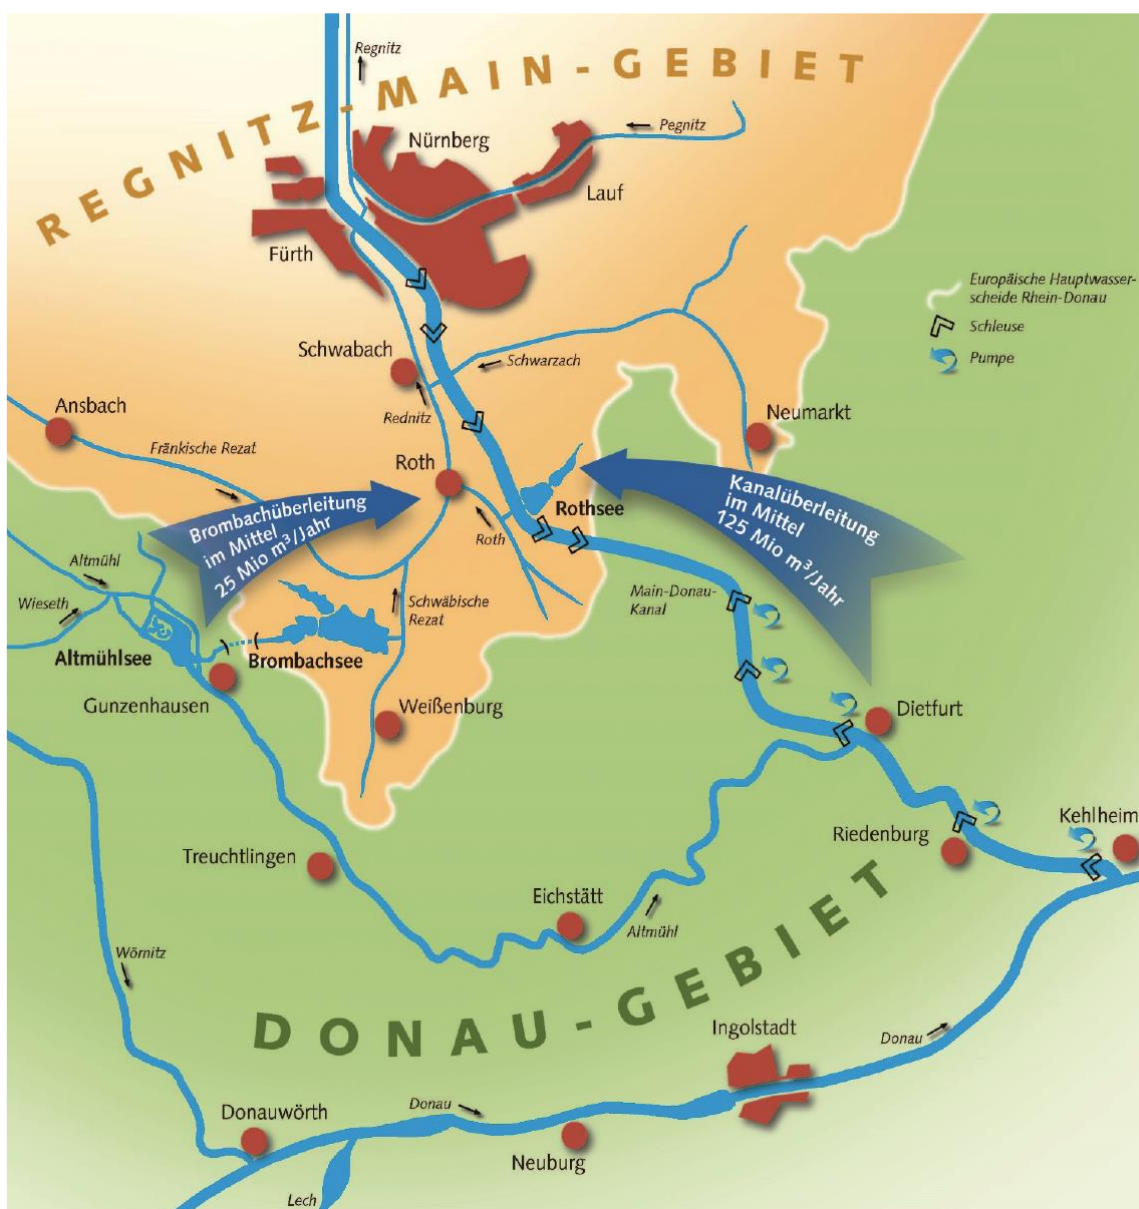 Regnitz
REGNITZ-MAIN-GEBIET
Pegnitz
Nürnberg
Lauf
Fürth
Europäische Hauptwasser-
scheide Rhein-Donau
Schleuse
Pumpe
Schwabach
Schwarzach
Rednitz
Ansbach
Neumarkt
Fränkische Rezat
Roth
Rothsee
Kanalüberleitung
im Mittel
125 Mio m³/Jahr
Brombachüberleitung
im Mittel
25 Mio m³/Jahr
Roth
Altmühl
Wieseth
Main-Donau-
Kanal
Schwäbische
Rezat
Altmühlsee
Brombachsee
Gunzenhausen
Weißenburg
Dietfurt
Kehlheim
Riedenburg
Treuchtlingen
Eichstätt
Altmühl
Wörnitz
DONAU-GEBIET
Ingolstadt
Donau
Donauwörth
Donau
Neuburg
Lech